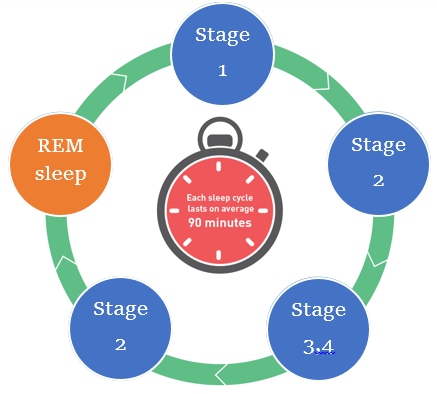 Stage
1
Stage
2
Stage
3,4
Stage
2
REM
sleep
Each sleep cycle
lasts on average
90 minutes